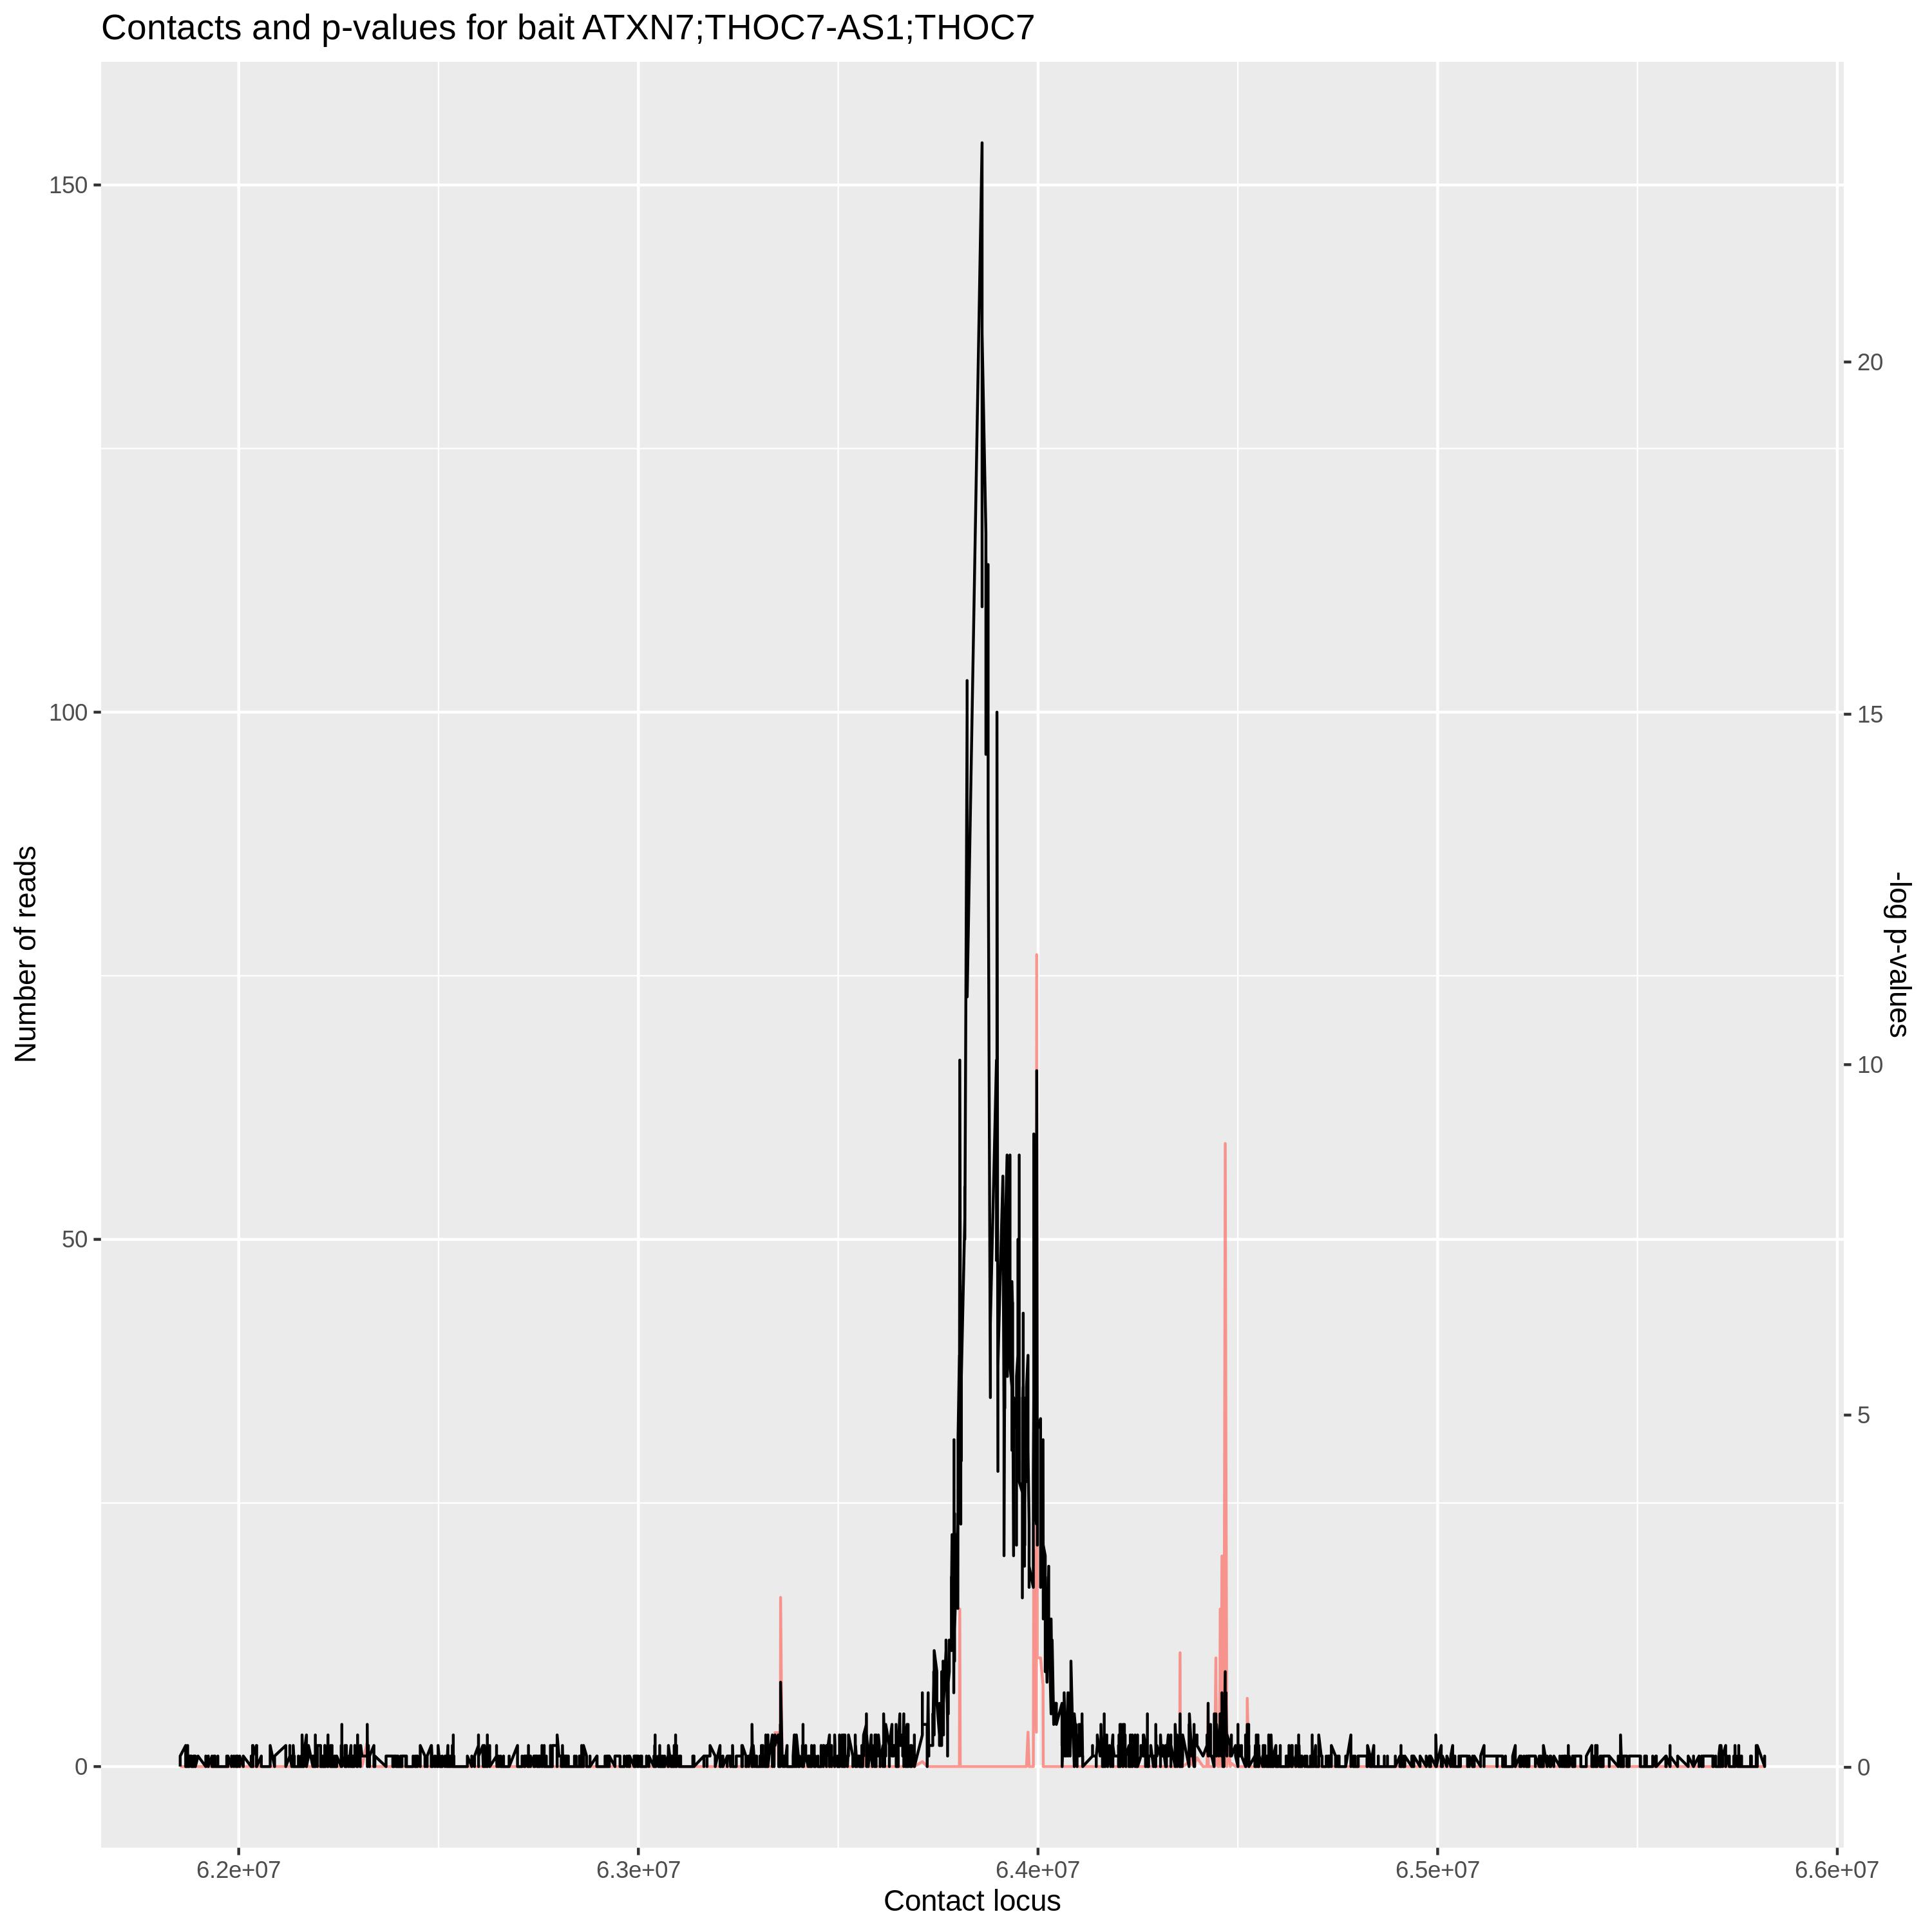 Contacts and p-values for bait ATXN7;THOC7-AS1;THOC7
150
100
50
0
Number of reads
20
15
10
5
0
-log p-values
6.2e+07 6.3e+07 6.4e+07 6.5e+07 6.6e+07
Contact locus